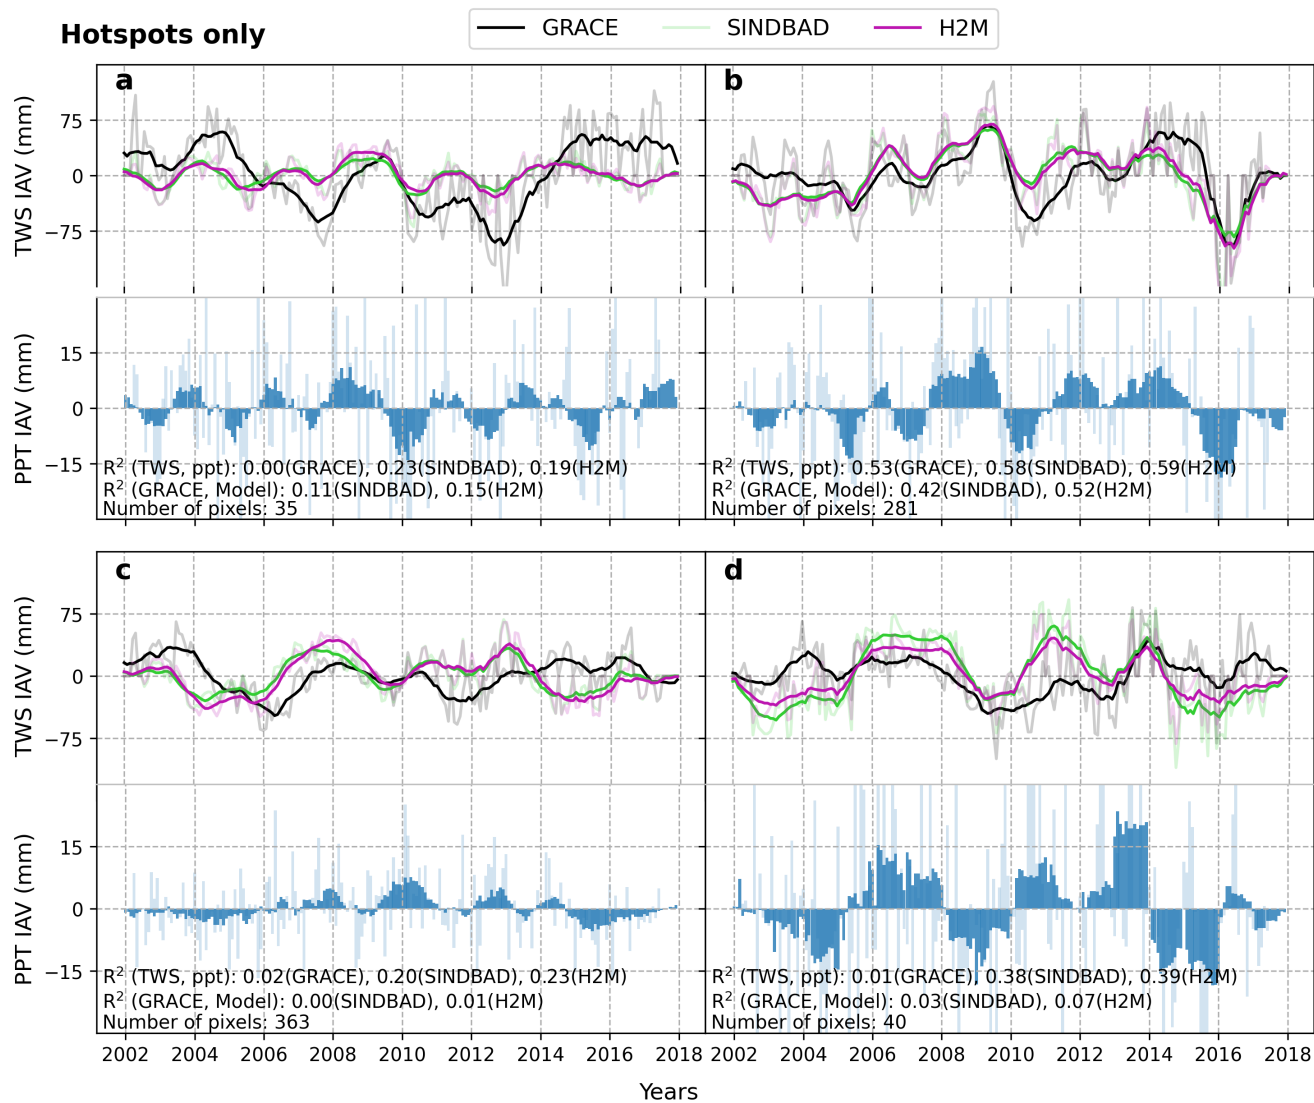 Hotspots only
GRACE SINDBAD H2M
a
b
TWS IAV (mm)
75
0
−75
PPT IAV (mm)
15
0
−15
R² (TWS, ppt): 0.00(GRACE), 0.23(SINDBAD), 0.19(H2M)
R² (GRACE, Model): 0.11(SINDBAD), 0.15(H2M)
Number of pixels: 35
R² (TWS, ppt): 0.53(GRACE), 0.58(SINDBAD), 0.59(H2M)
R² (GRACE, Model): 0.42(SINDBAD), 0.52(H2M)
Number of pixels: 281
c
d
TWS IAV (mm)
75
0
−75
PPT IAV (mm)
15
0
−15
R² (TWS, ppt): 0.02(GRACE), 0.20(SINDBAD), 0.23(H2M)
R² (GRACE, Model): 0.00(SINDBAD), 0.01(H2M)
Number of pixels: 363
R² (TWS, ppt): 0.01(GRACE), 0.38(SINDBAD), 0.39(H2M)
R² (GRACE, Model): 0.03(SINDBAD), 0.07(H2M)
Number of pixels: 40
2002 2004 2006 2008 2010 2012 2014 2016 2018
2002 2004 2006 2008 2010 2012 2014 2016 2018
Years